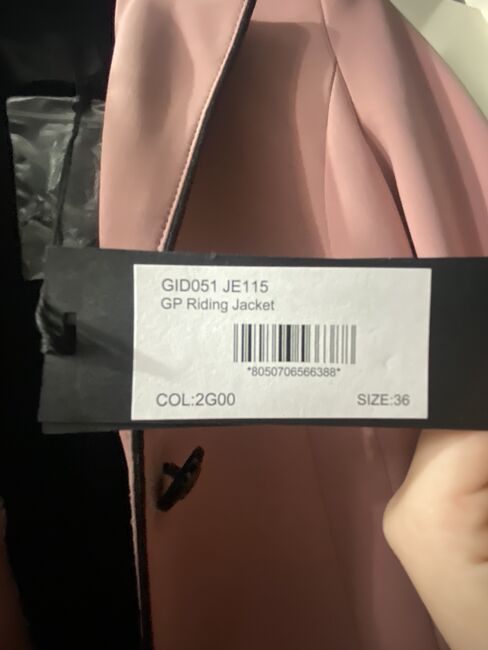 GID051 JE115
GP Riding Jacket
*8050706566388*
COL:2G00
SIZE:36